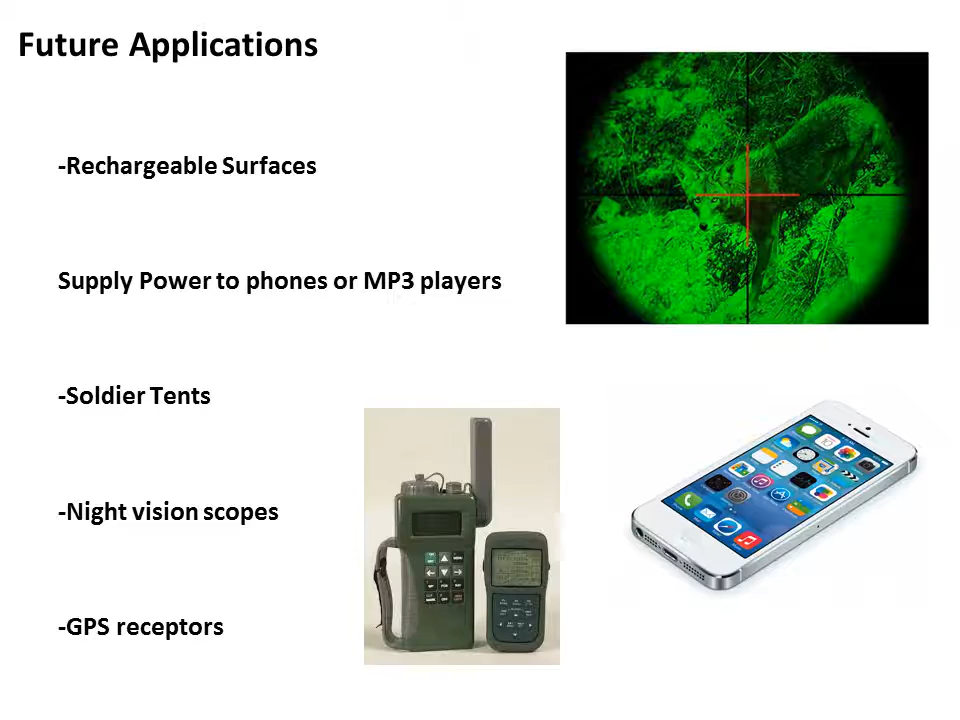 Future Applications
-Rechargeable Surfaces
Supply Power to phones or MP3 players
-Soldier Tents
-Night vision scopes
-GPS receptors